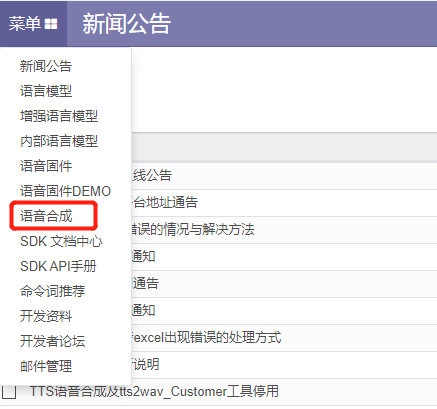 菜单 新闻公告
新闻公告
语言模型
增强语言模型
内部语言模型
语音固件
语音固件DEMO
线公告
语音合成
台地址通告
SDK 文档中心
错误的情况与解决方法
SDK API手册
通知
命令词推荐
通告
开发资料
通知
开发者论坛
excel出现错误的处理方式
邮件管理
说明
TTS语音合成及tts2wav_Customer工具停用